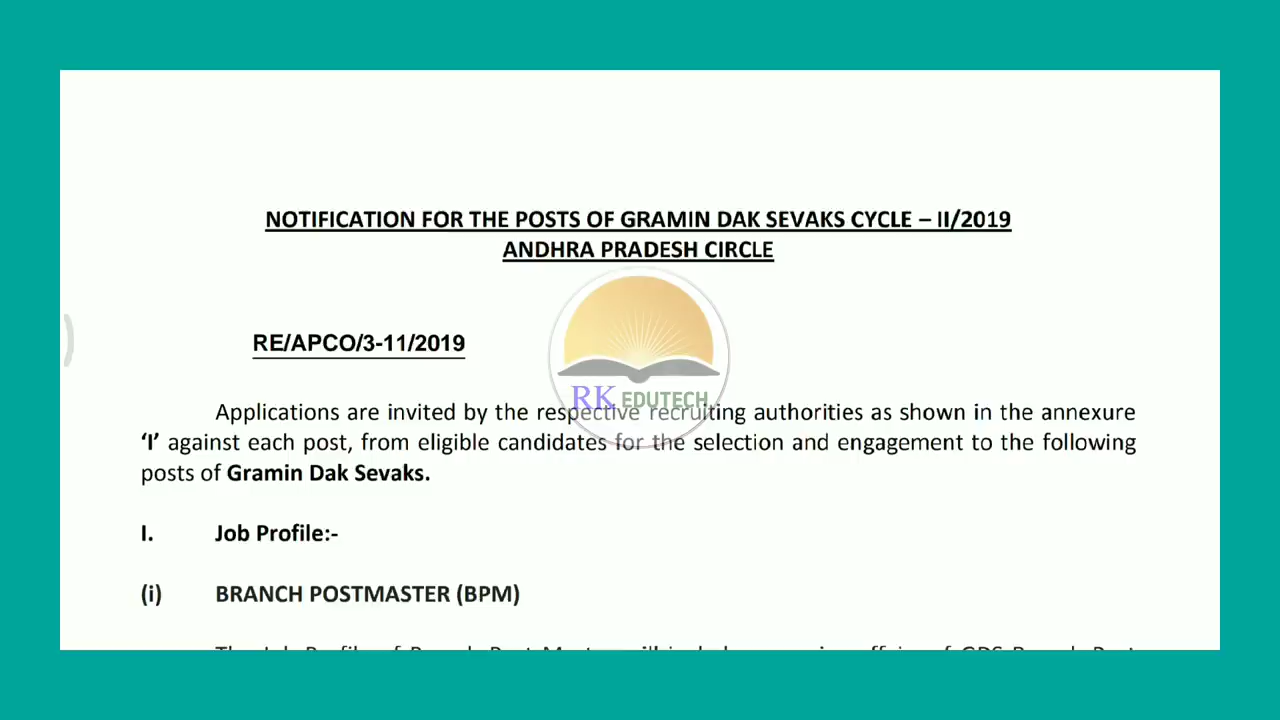 NOTIFICATION FOR THE POSTS OF GRAMIN DAK SEVAKS CYCLE – II/2019
ANDHRA PRADESH CIRCLE
RE/APCO/3-11/2019
RK EDUTECH
Applications are invited by the respective recruiting authorities as shown in the annexure
‘I’ against each post, from eligible candidates for the selection and engagement to the following
posts of Gramin Dak Sevaks.
I. Job Profile:-
(i) BRANCH POSTMASTER (BPM)